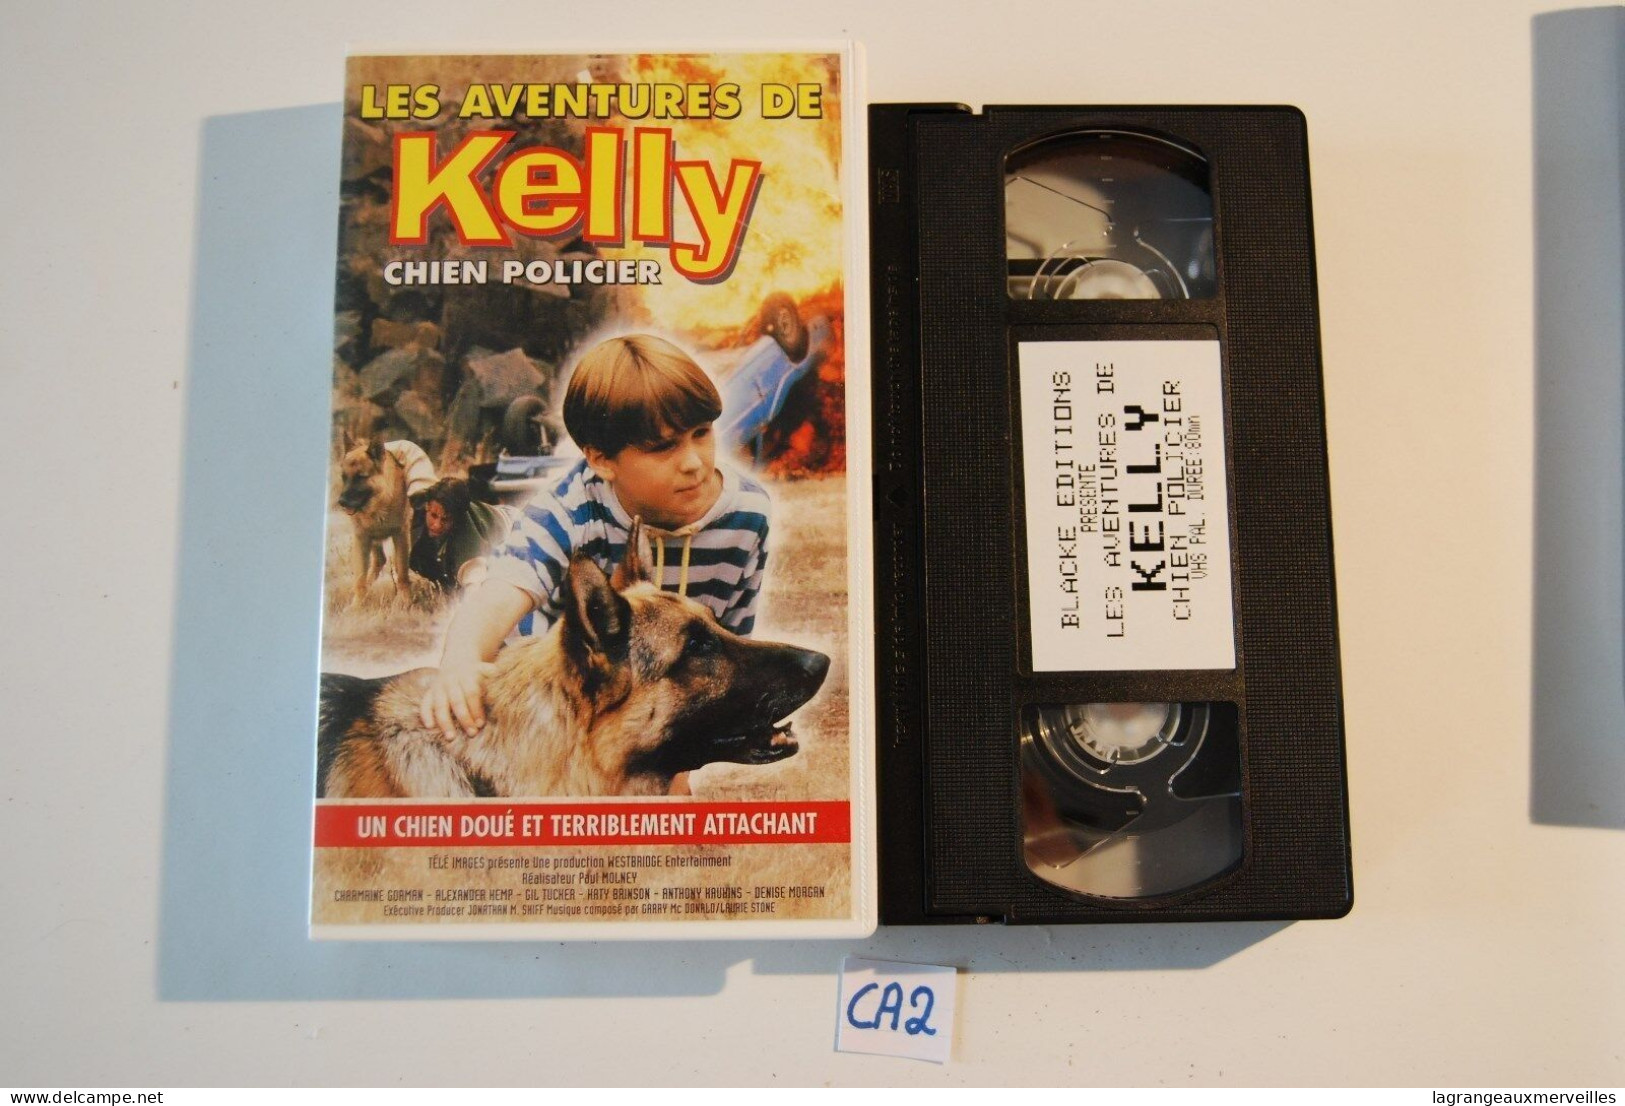 LES AVENTURES DE
Kelly
CHIEN POLICIER
UN CHIEN DOUÉ ET TERRIBLEMENT ATTACHANT
TÉLÉ IMAGES présente Une production WESTBRIDGE Entertainment
Réalisateur Paul MOLNEY
CHARMAINE GORMAN - ALEXANDER KEMP - GIL TUCKER - KATY BRINSON - ANTHONY HAWKINS - DENISE MORGAN
Exécutive Producer JONATHAN M. SHIFF Musique composé par GARRY Mc DONALD/LAURIE STONE
BLACKE EDITIONS
PRESENTE
LES AVENTURES DE
KELLY
CHIEN POLICIER
VHS PAL. DUREE:80mn
VHS
CA2
delcampe.net
lagrangeauxmerveilles